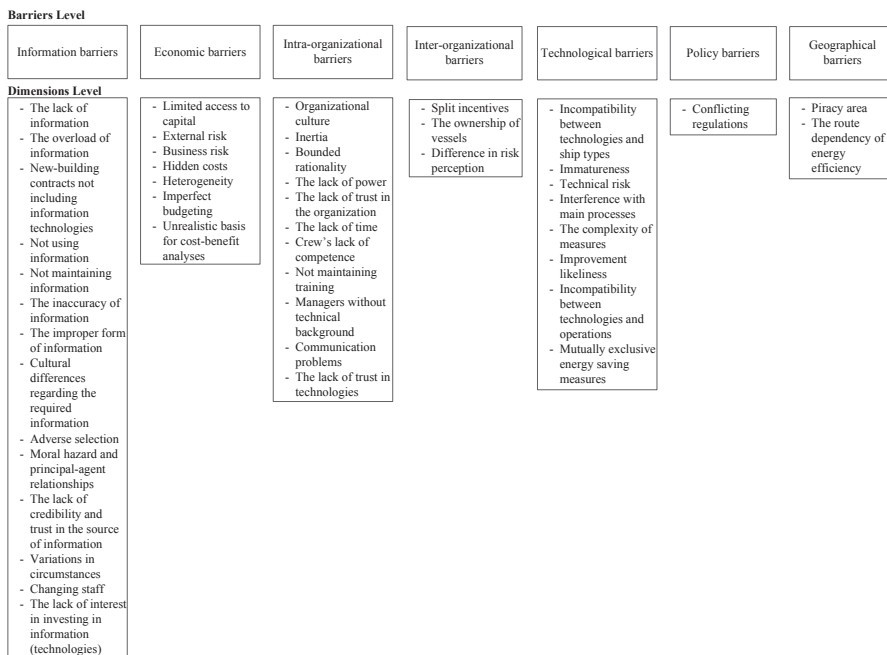 Barriers Level
Information barriers
Economic barriers
Intra-organizational
barriers
Inter-organizational
barriers
Technological barriers
Policy barriers
Geographical
barriers
Dimensions Level
- The lack of
information
- The overload of
information
- New-building
contracts not
including
information
technologies
- Not using
information
- Not maintaining
information
- The inaccuracy of
information
- The improper form
of information
- Cultural
differences
regarding the
required
information
- Adverse selection
- Moral hazard and
principal-agent
relationships
- The lack of
credibility and
trust in the source
of information
- Variations in
circumstances
- Changing staff
- The lack of interest
in investing in
information
(technologies)
- Limited access to
capital
- External risk
- Business risk
- Hidden costs
- Heterogeneity
- Imperfect
budgeting
- Unrealistic basis
for cost-benefit
analyses
- Organizational
culture
- Inertia
- Bounded
rationality
- The lack of power
- The lack of trust in
the organization
- The lack of time
- Crew's lack of
competence
- Not maintaining
training
- Managers without
technical
background
- Communication
problems
- The lack of trust in
technologies
- Split incentives
- The ownership of
vessels
- Difference in risk
perception
- Incompatibility
between
technologies and
ship types
- Immatureness
- Technical risk
- Interference with
main processes
- The complexity of
measures
- Improvement
likeliness
- Incompatibility
between
technologies and
operations
- Mutually exclusive
energy saving
measures
- Conflicting
regulations
- Piracy area
- The route
dependency of
energy
efficiency